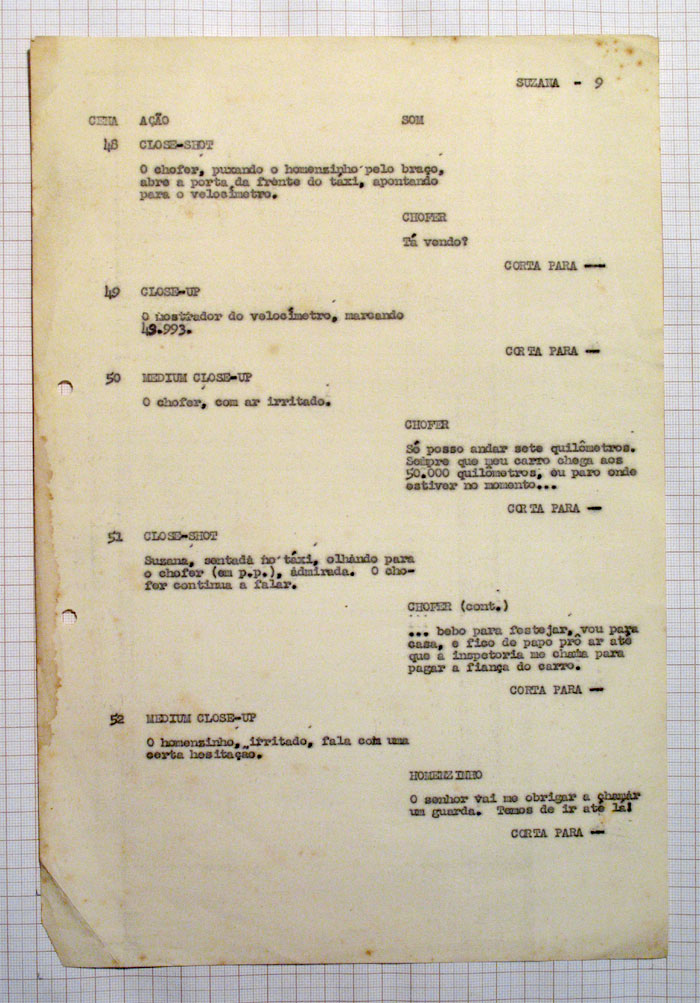 SUZANA - 9
CENA AÇÃO SOM
48 CLOSE-SHOT
O chofer, puxando o homenzinho pelo braço,
abre a porta da frente do táxi, apontando
para o velocímetro.
CHOFER
Tá vendo?
CORTA PARA ---
49 CLOSE-UP
O mostrador do velocímetro, marcando
49.993.
CORTA PARA --
50 MEDIUM CLOSE-UP
O chofer, com ar irritado.
CHOFER
Só posso andar sete quilômetros.
Sempre que meu carro chega aos
50.000 quilômetros, eu paro onde
estiver no momento...
CORTA PARA --
51 CLOSE-SHOT
Suzana, sentada no táxi, olhando para
o chofer (em p.p.), admirada. O cho-
fer continua a falar.
CHOFER (cont.)
... bebo para festejar, vou para
casa, e fico de papo prô ar até
que a inspetoria me chama para
pagar a fiança do carro.
CORTA PARA --
52 MEDIUM CLOSE-UP
O homenzinho, irritado, fala com uma
certa hesitação.
HOMENZINHO
O senhor vai me obrigar a chamar
um guarda. Temos de ir até lá!
CORTA PARA --